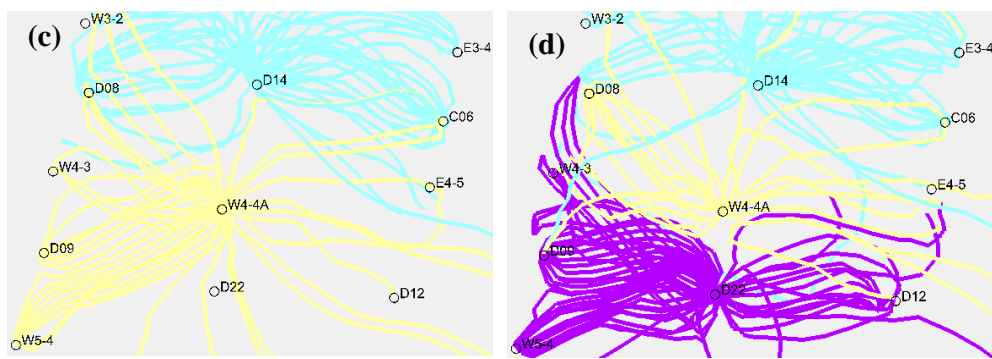 (c)
W3-2
E3-4
D14
D08
C06
W4-3
E4-5
W4-4A
D09
D22
D12
W5-4
(d)
W3-2
E3-4
D14
D08
C06
W4-3
E4-5
W4-4A
D09
D22
D12
W5-4